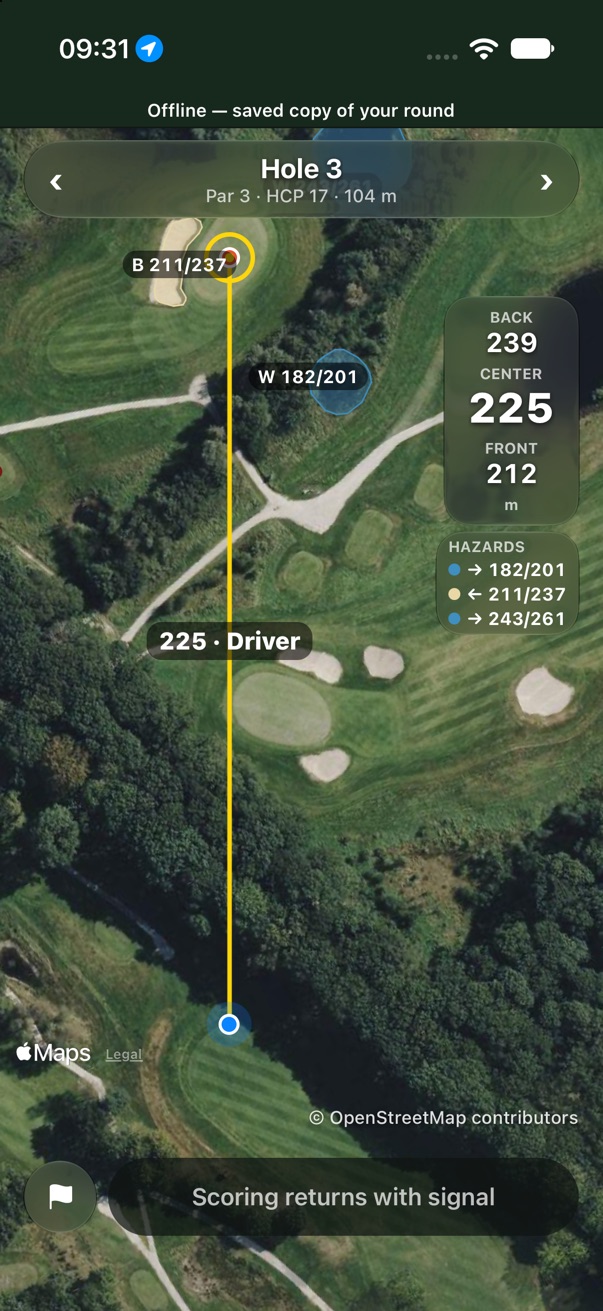 09:31
Offline — saved copy of your round
‹ Hole 3 ›
Par 3 · HCP 17 · 104 m
B 211/237
W 182/201
BACK
239
CENTER
225
FRONT
212
m
HAZARDS
→ 182/201
← 211/237
→ 243/261
225 · Driver
Maps Legal
© OpenStreetMap contributors
Scoring returns with signal